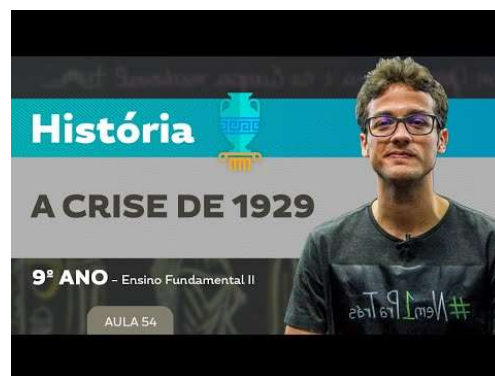 História
A CRISE DE 1929
9º ANO - Ensino Fundamental II
AULA 54
#Nem1PraTrás